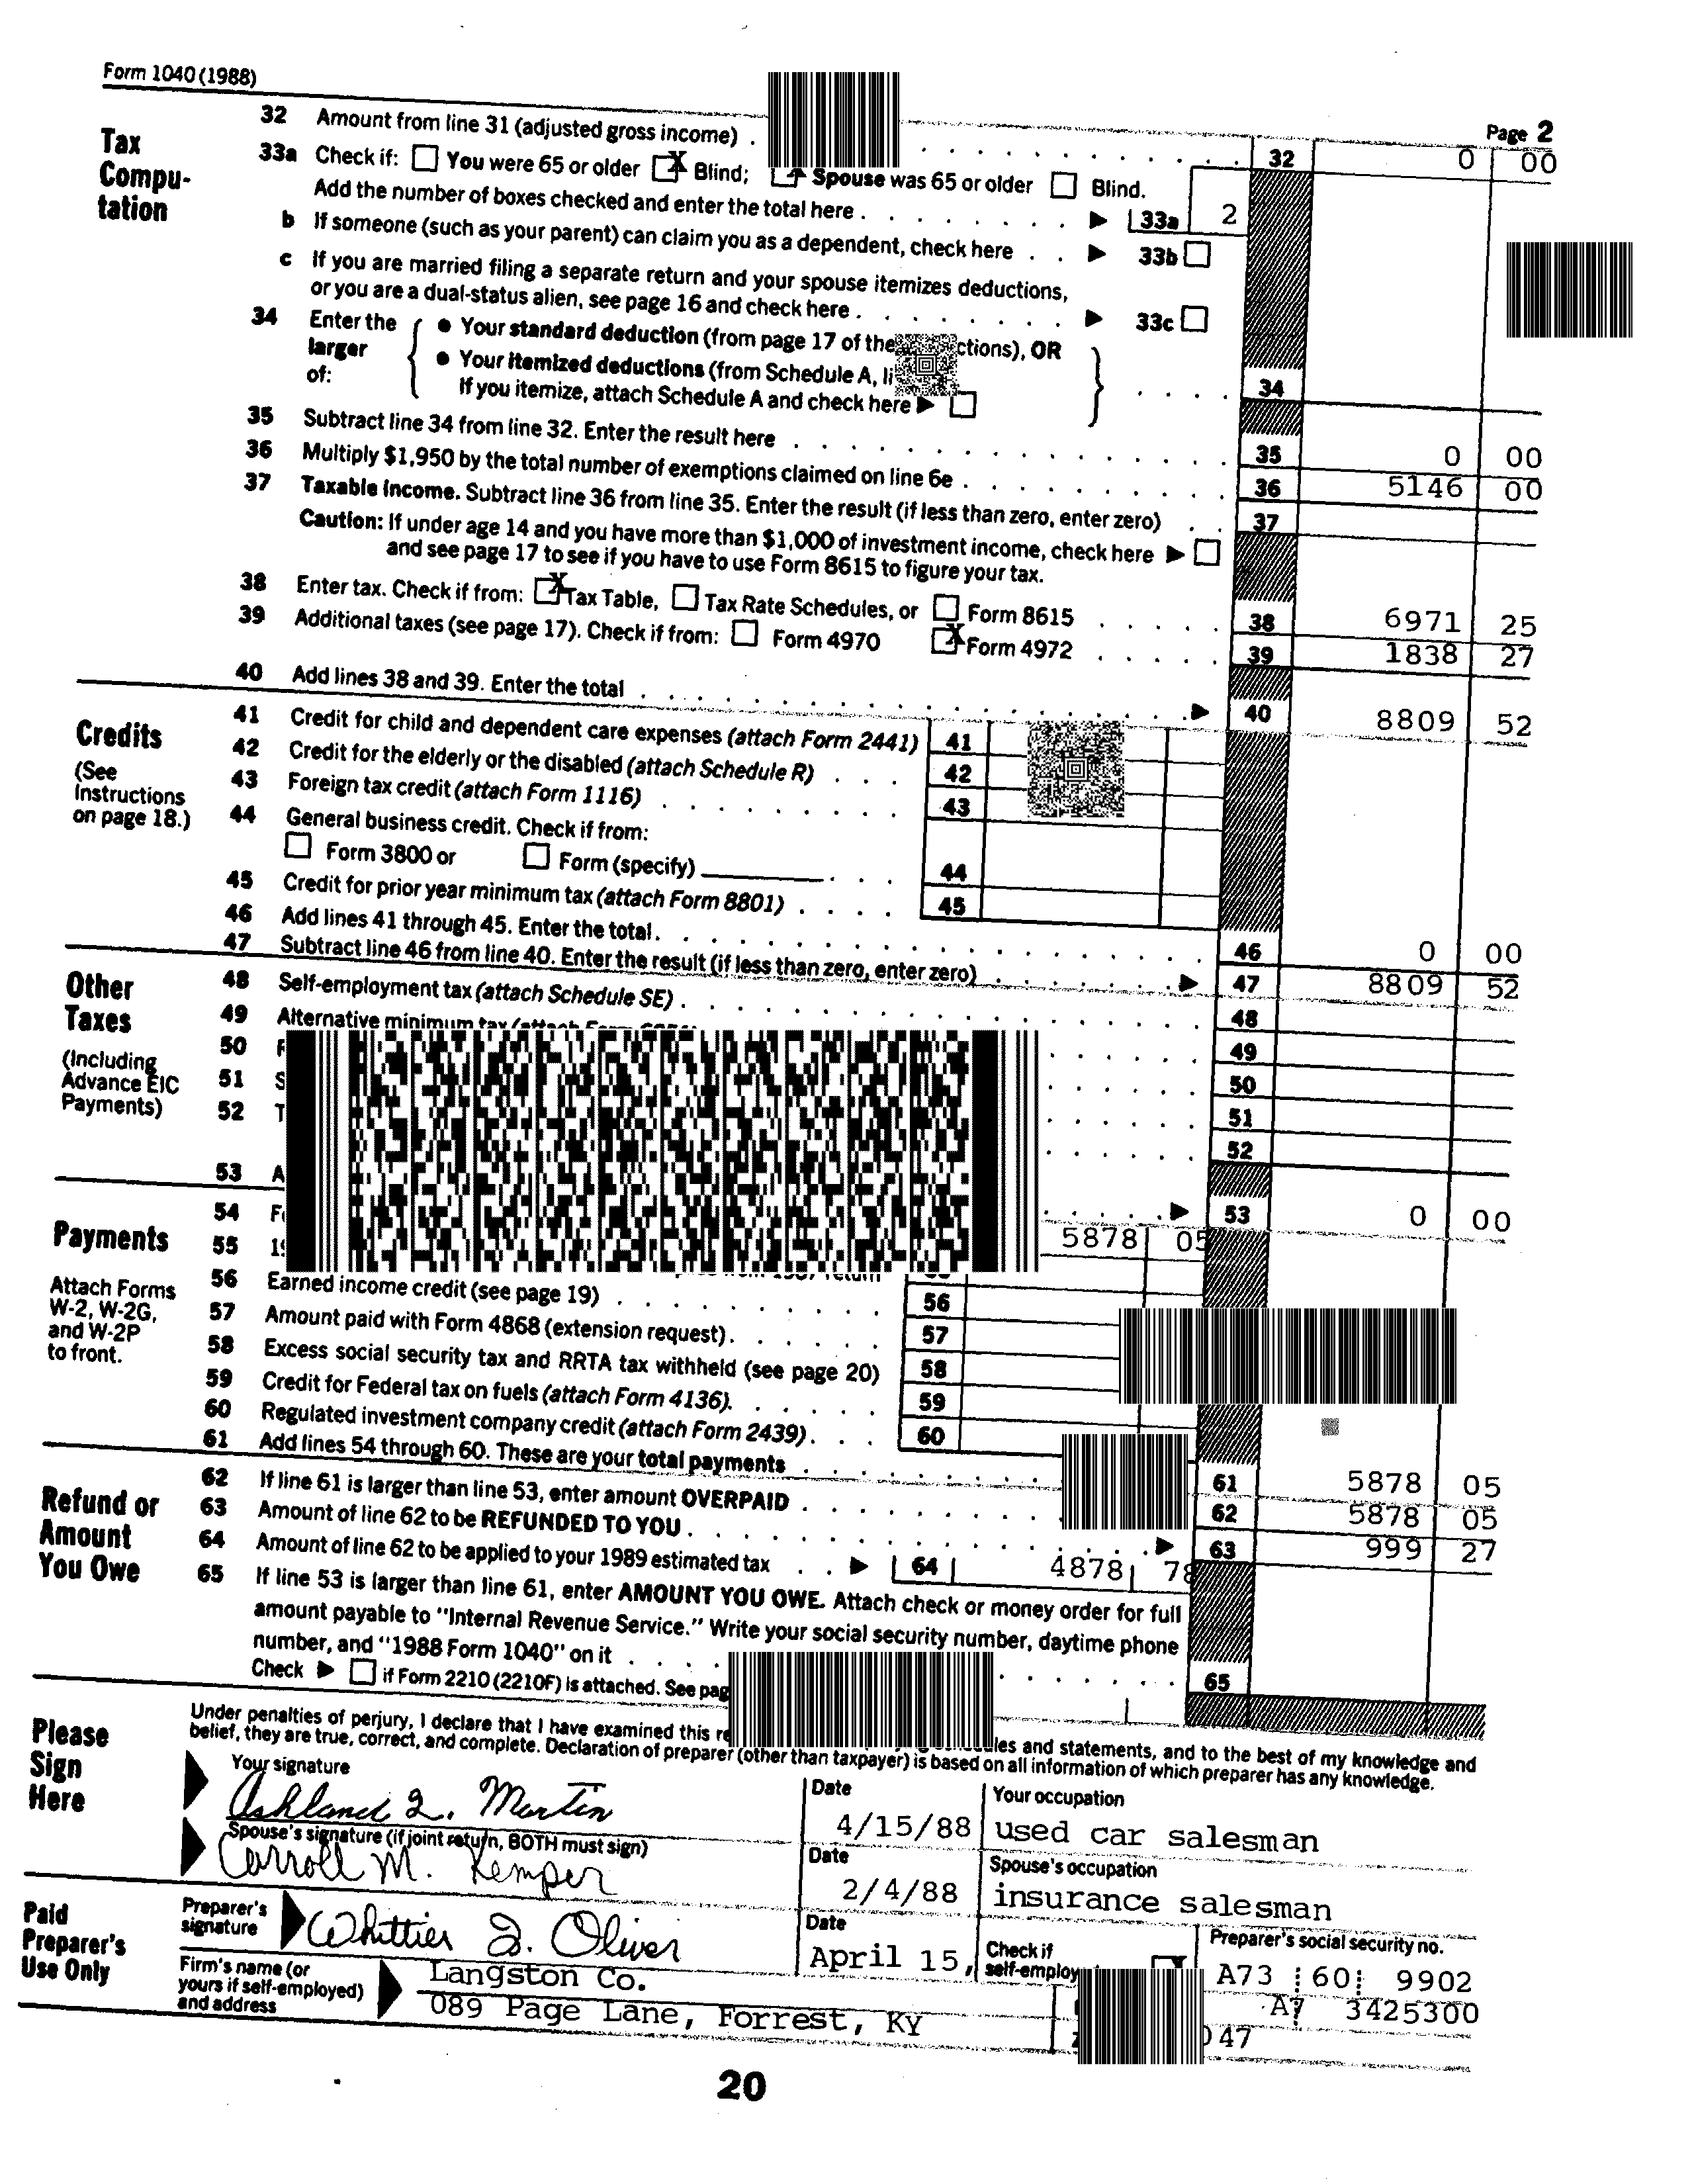 Form 1040 (1988)
Page 2
Tax Compu-tation
32 Amount from line 31 (adjusted gross income) . 32 0 00
33a Check if: You were 65 or older X Blind; Spouse was 65 or older Blind.
Add the number of boxes checked and enter the total here . 33a 2
b If someone (such as your parent) can claim you as a dependent, check here . . 33b
c If you are married filing a separate return and your spouse itemizes deductions,
or you are a dual-status alien, see page 16 and check here . 33c
34 Enter the larger of:
• Your standard deduction (from page 17 of the ctions), OR
• Your itemized deductions (from Schedule A, li
If you itemize, attach Schedule A and check here 34
35 Subtract line 34 from line 32. Enter the result here 35 0 00
36 Multiply $1,950 by the total number of exemptions claimed on line 6e . 36 5146 00
37 Taxable income. Subtract line 36 from line 35. Enter the result (if less than zero, enter zero) 37
Caution: If under age 14 and you have more than $1,000 of investment income, check here
and see page 17 to see if you have to use Form 8615 to figure your tax.
38 Enter tax. Check if from: X Tax Table, Tax Rate Schedules, or Form 8615 38 6971 25
39 Additional taxes (see page 17). Check if from: Form 4970 X Form 4972 39 1838 27
40 Add lines 38 and 39. Enter the total 40 8809 52
Credits
(See Instructions on page 18.)
41 Credit for child and dependent care expenses (attach Form 2441) 41
42 Credit for the elderly or the disabled (attach Schedule R) 42
43 Foreign tax credit (attach Form 1116) 43
44 General business credit. Check if from:
Form 3800 or Form (specify) 44
45 Credit for prior year minimum tax (attach Form 8801) 45
46 Add lines 41 through 45. Enter the total. 46 0 00
47 Subtract line 46 from line 40. Enter the result (if less than zero, enter zero) 47 8809 52
Other Taxes
(Including Advance EIC Payments)
48 Self-employment tax (attach Schedule SE) . 48
49 Alternative minimum tax 49
50 50
51 51
52 52
53 53 0 00
Payments
Attach Forms W-2, W-2G, and W-2P to front.
54 5878 05
55
56 Earned income credit (see page 19) 56
57 Amount paid with Form 4868 (extension request) . 57
58 Excess social security tax and RRTA tax withheld (see page 20) 58
59 Credit for Federal tax on fuels (attach Form 4136). 59
60 Regulated investment company credit (attach Form 2439) . 60
61 Add lines 54 through 60. These are your total payments 61 5878 05
Refund or Amount You Owe
62 If line 61 is larger than line 53, enter amount OVERPAID . 62 5878 05
63 Amount of line 62 to be REFUNDED TO YOU . 63 999 27
64 Amount of line 62 to be applied to your 1989 estimated tax 64 4878 78
65 If line 53 is larger than line 61, enter AMOUNT YOU OWE. Attach check or money order for full
amount payable to "Internal Revenue Service." Write your social security number, daytime phone
number, and "1988 Form 1040" on it 65
Check if Form 2210 (2210F) is attached. See pag
Please Sign Here
Under penalties of perjury, I declare that I have examined this re les and statements, and to the best of my knowledge and
belief, they are true, correct, and complete. Declaration of preparer (other than taxpayer) is based on all information of which preparer has any knowledge.
Your signature Date Your occupation
Ashland L. Martin 4/15/88 used car salesman
Spouse's signature (if joint return, BOTH must sign) Date Spouse's occupation
Carroll M. Kemper 2/4/88 insurance salesman
Paid Preparer's Use Only
Preparer's signature Whittier J. Oliver Date April 15, Check if self-employ Preparer's social security no. A73 60 9902
Firm's name (or yours if self-employed) and address
Langston Co. A7 3425300
089 Page Lane, Forrest, KY 047
20